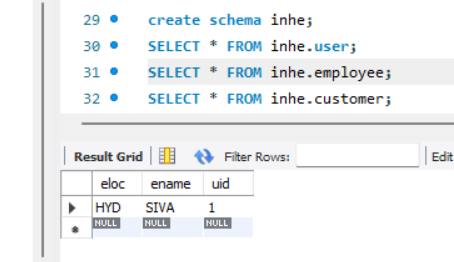 29 create schema inhe;
30 SELECT * FROM inhe.user;
31 SELECT * FROM inhe.employee;
32 SELECT * FROM inhe.customer;
Result Grid Filter Rows: Edit
eloc ename uid
HYD SIVA 1
NULL NULL NULL